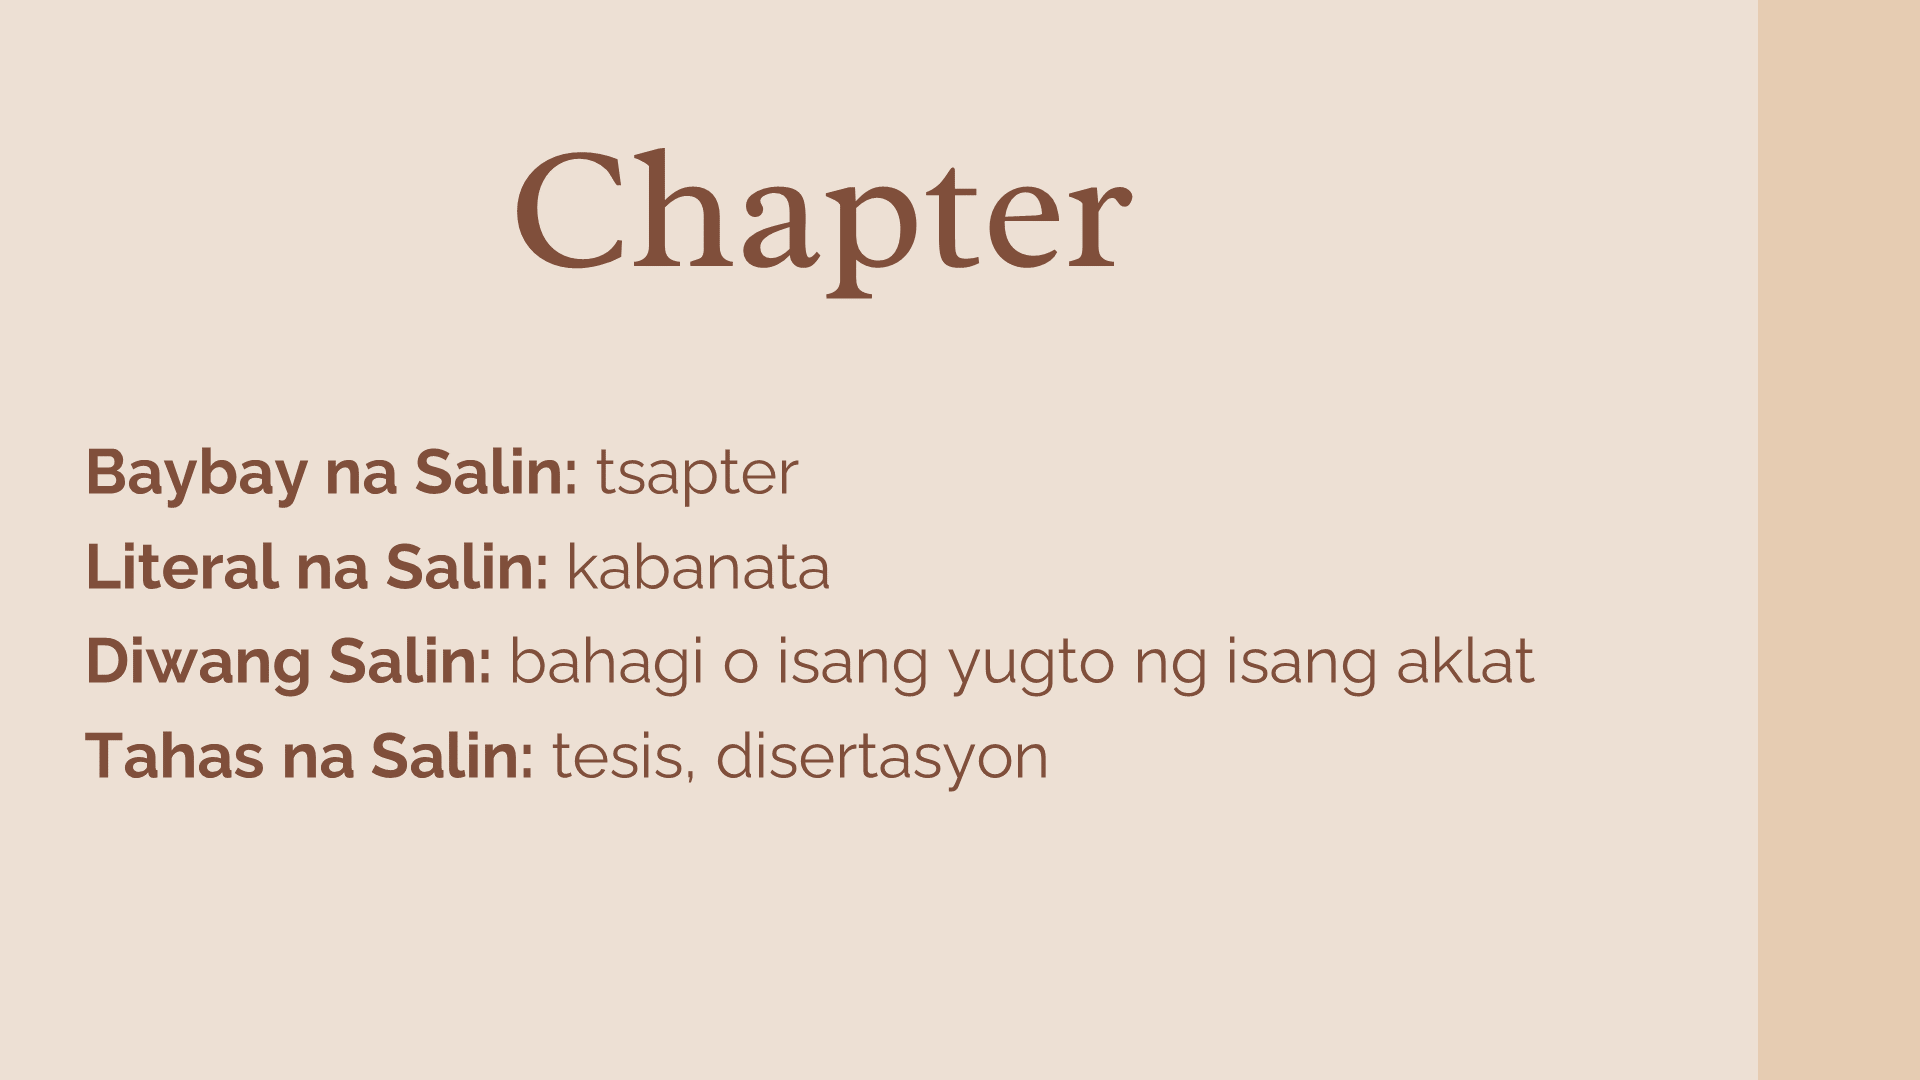 Chapter
Baybay na Salin: tsapter
Literal na Salin: kabanata
Diwang Salin: bahagi o isang yugto ng isang aklat
Tahas na Salin: tesis, disertasyon